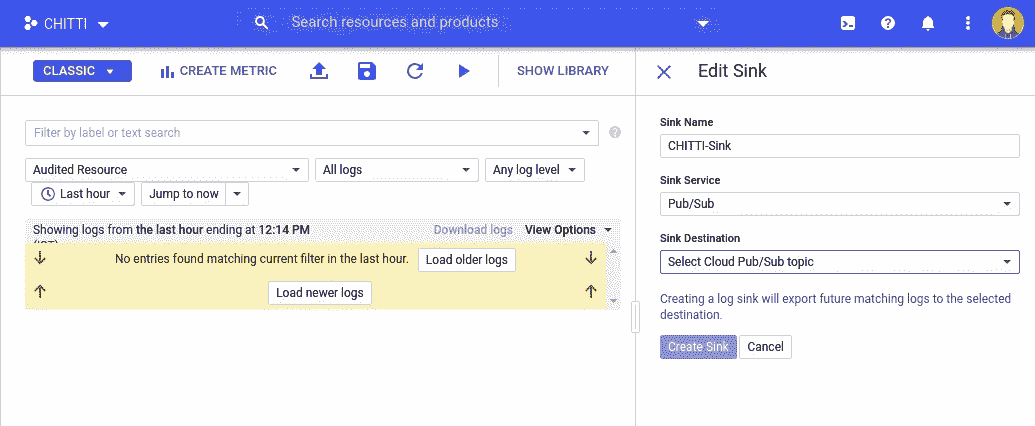 CHITTI
Search resources and products
CLASSIC
CREATE METRIC
SHOW LIBRARY
Edit Sink
Filter by label or text search
Audited Resource
All logs
Any log level
Last hour
Jump to now
Showing logs from the last hour ending at 12:14 PM
Download logs
View Options
No entries found matching current filter in the last hour.
Load older logs
Load newer logs
Sink Name
CHITTI-Sink
Sink Service
Pub/Sub
Sink Destination
Select Cloud Pub/Sub topic
Creating a log sink will export future matching logs to the selected
destination.
Create Sink
Cancel